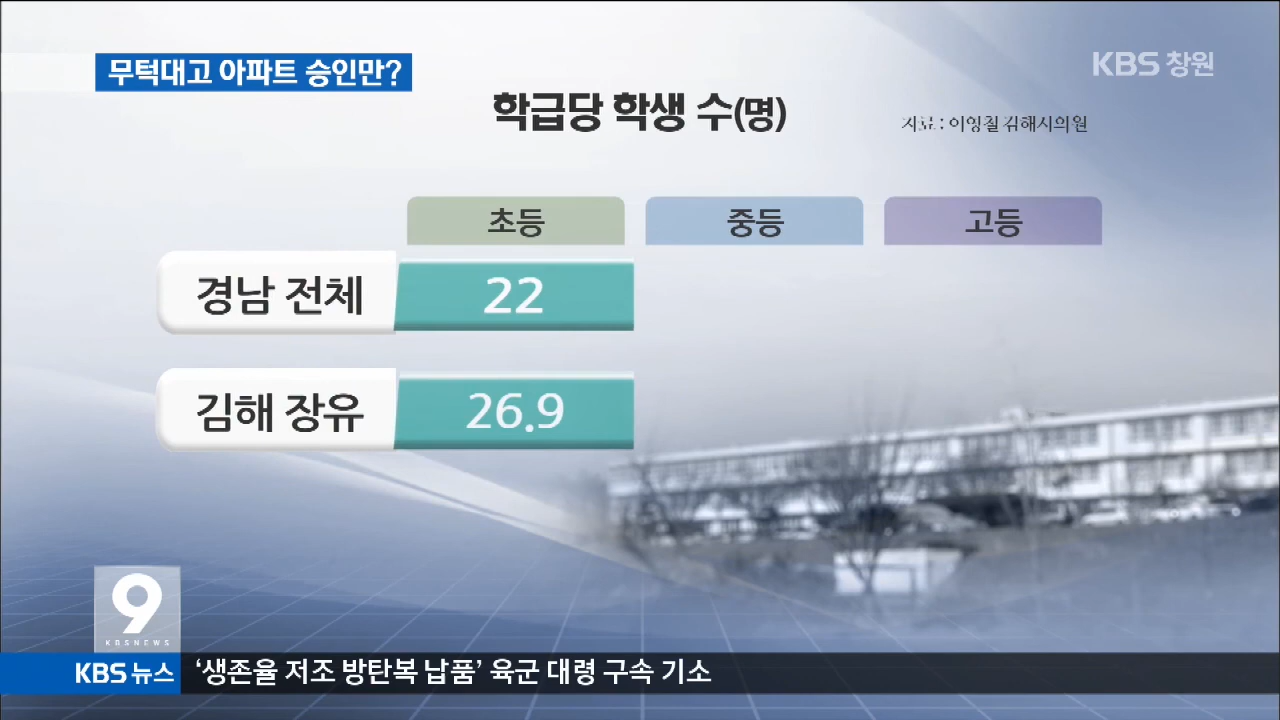 무턱대고 아파트 승인만?
KBS 창원
학급당 학생 수(명)
자료 : 이영철 김해시의원
초등 중등 고등
경남 전체 22
김해 장유 26.9
9
KBS NEWS
KBS 뉴스 ‘생존율 저조 방탄복 납품’ 육군 대령 구속 기소